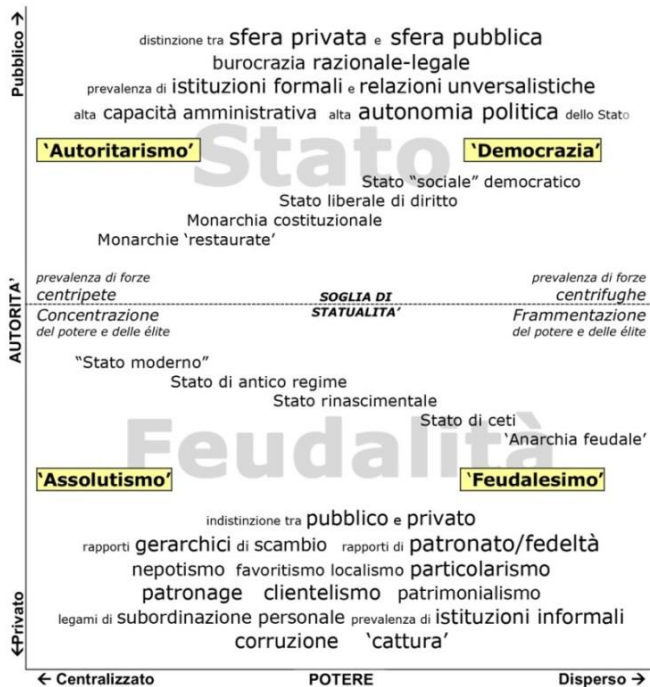 Pubblico →
distinzione tra sfera privata e sfera pubblica
burocrazia razionale-legale
prevalenza di istituzioni formali e relazioni unversalistiche
alta capacità amministrativa alta autonomia politica dello Stato
Stato
‘Autoritarismo’
‘Democrazia’
Stato “sociale” democratico
Stato liberale di diritto
Monarchia costituzionale
Monarchie ‘restaurate’
prevalenza di forze
centripete
prevalenza di forze
centrifughe
SOGLIA DI
STATUALITA’
AUTORITA’
Concentrazione
del potere e delle élite
Frammentazione
del potere e delle élite
“Stato moderno”
Stato di antico regime
Stato rinascimentale
Stato di ceti
‘Anarchia feudale’
Feudalità
‘Assolutismo’
‘Feudalesimo’
indistinzione tra pubblico e privato
rapporti gerarchici di scambio rapporti di patronato/fedeltà
nepotismo favoritismo localismo particolarismo
patronage clientelismo patrimonialismo
legami di subordinazione personale prevalenza di istituzioni informali
corruzione ‘cattura’
←Privato
← Centralizzato POTERE Disperso →